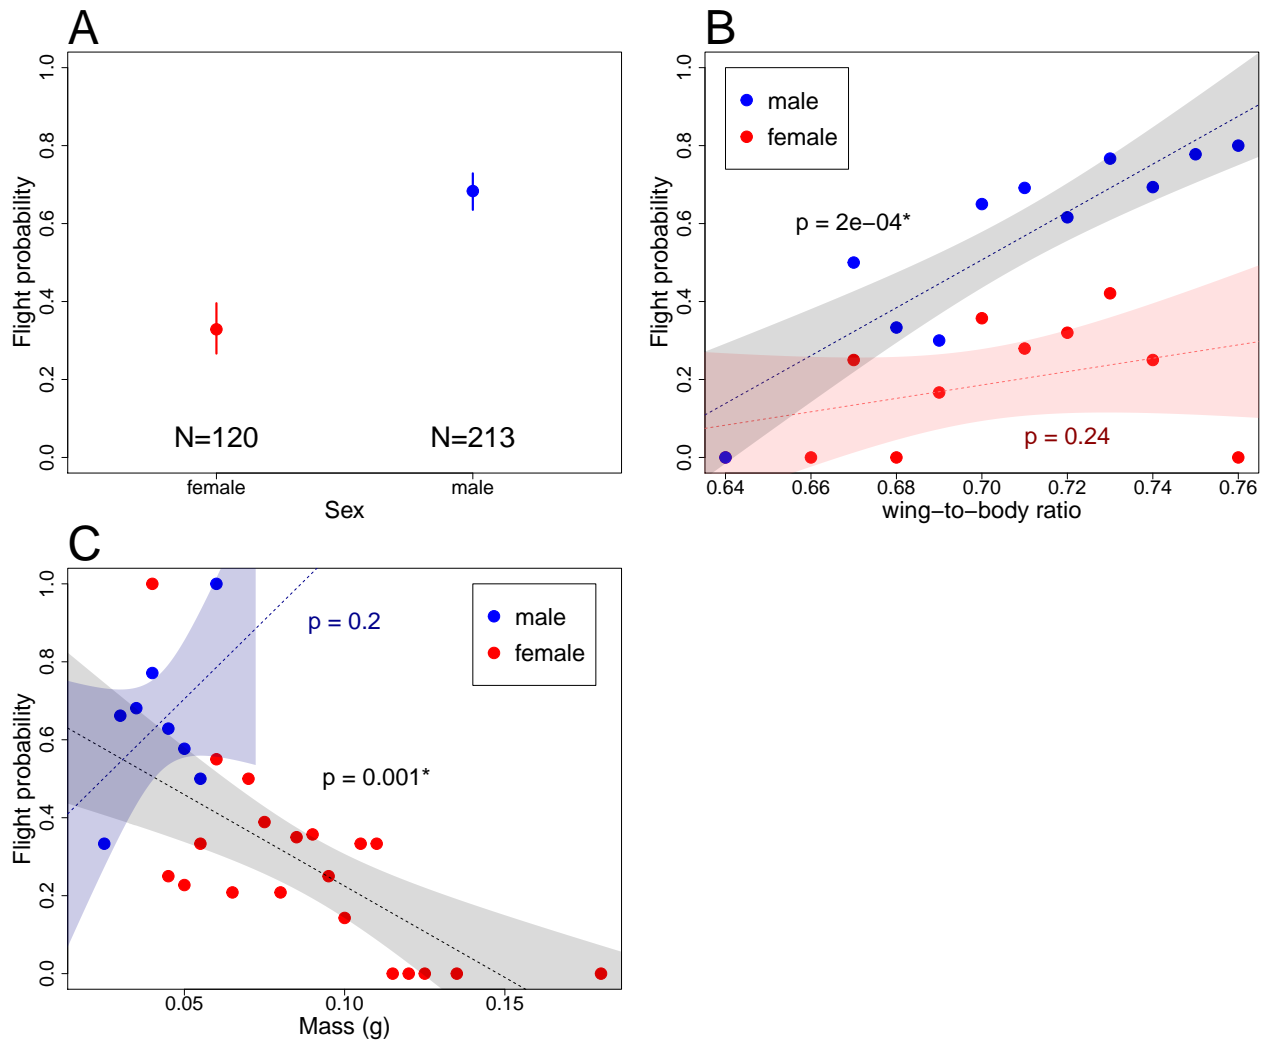 A
1.0
0.8
0.6
0.4
0.2
0.0
Flight probability
N=120
N=213
female
male
Sex
B
1.0
0.8
0.6
0.4
0.2
0.0
Flight probability
male
female
p = 2e−04*
p = 0.24
0.64 0.66 0.68 0.70 0.72 0.74 0.76
wing−to−body ratio
C
1.0
0.8
0.6
0.4
0.2
0.0
Flight probability
p = 0.2
male
female
p = 0.001*
0.05 0.10 0.15
Mass (g)